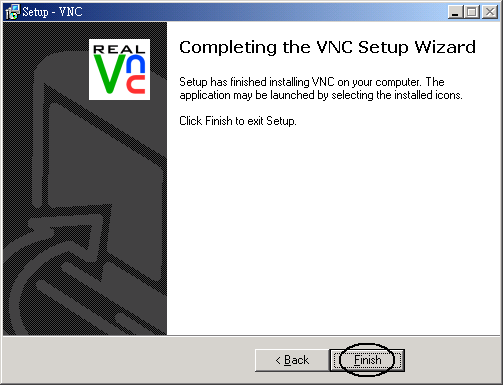 Setup - VNC
REAL
VNC
Completing the VNC Setup Wizard
Setup has finished installing VNC on your computer. The
application may be launched by selecting the installed icons.
Click Finish to exit Setup.
< Back
Finish